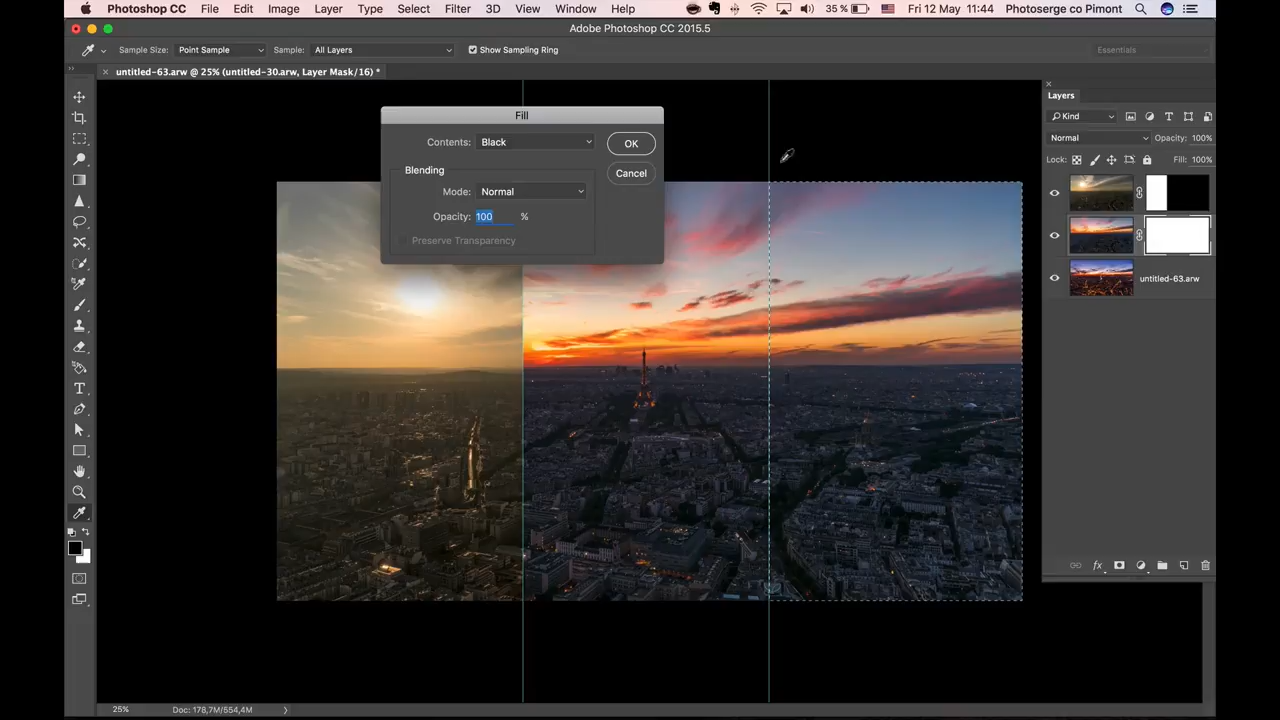 Photoshop CC File Edit Image Layer Type Select Filter 3D View Window Help 35 % Fri 12 May 11:44 Photoserge co Pimont
Adobe Photoshop CC 2015.5
Sample Size: Point Sample Sample: All Layers Show Sampling Ring Essentials
untitled-63.arw @ 25% (untitled-30.arw, Layer Mask/16) *
Layers
Kind
Normal Opacity: 100%
Lock: Fill: 100%
untitled-63.arw
fx
Fill
Contents: Black OK
Blending Cancel
Mode: Normal
Opacity: 100 %
Preserve Transparency
25% Doc: 178,7M/554,4M